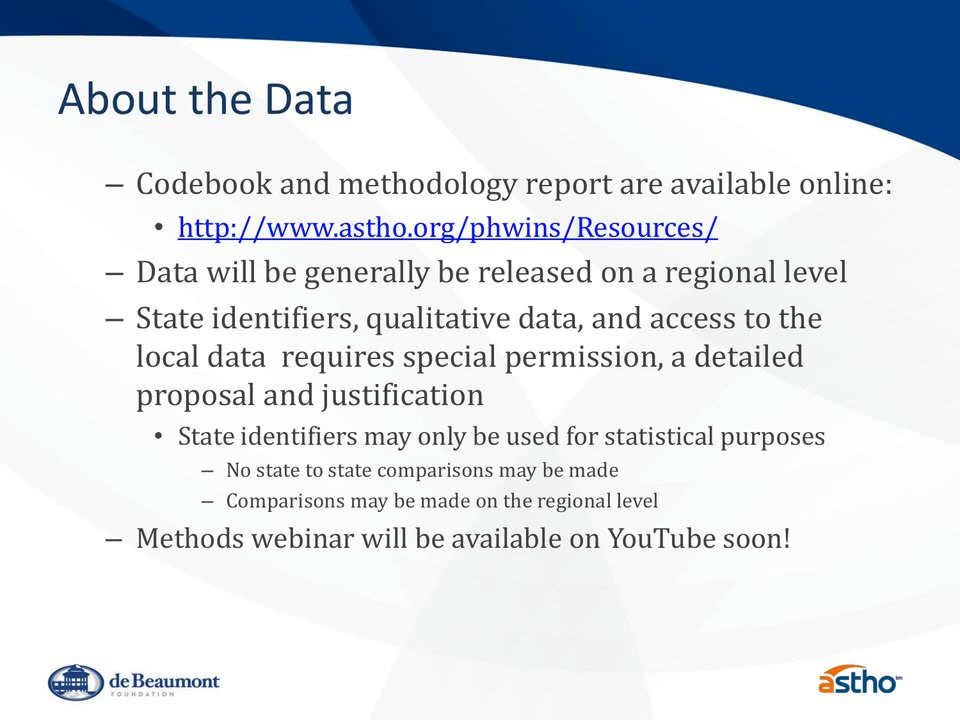 About the Data
– Codebook and methodology report are available online:
• http://www.astho.org/phwins/Resources/
– Data will be generally be released on a regional level
– State identifiers, qualitative data, and access to the
local data  requires special permission, a detailed
proposal and justification
• State identifiers may only be used for statistical purposes
– No state to state comparisons may be made
– Comparisons may be made on the regional level
– Methods webinar will be available on YouTube soon!
de Beaumont
FOUNDATION
astho™